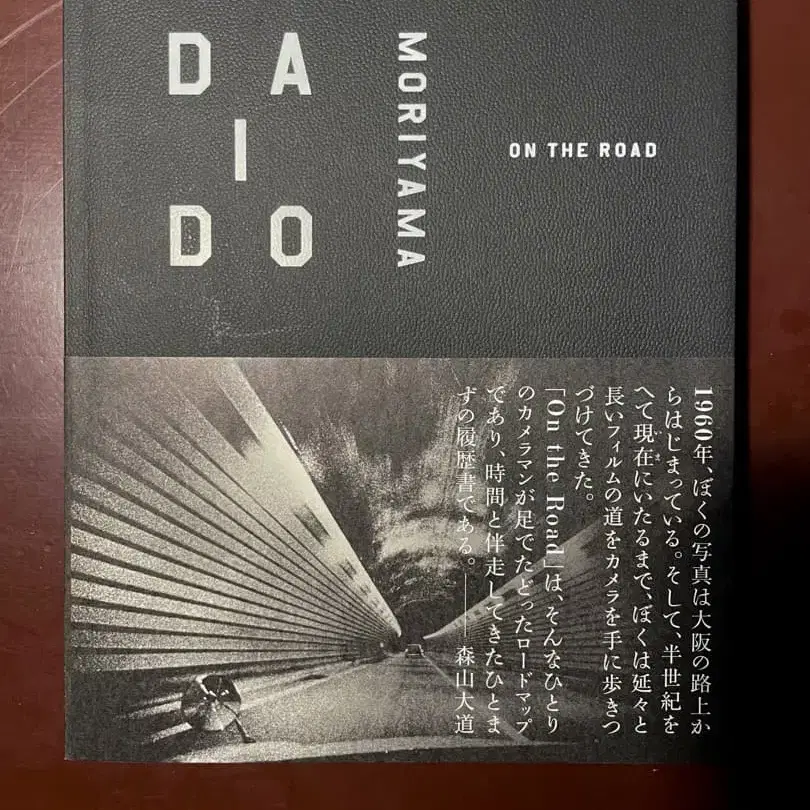 DA
I
DO
MORIYAMA
ON THE ROAD
1960年、ぼくの写真は大阪の路上か
らはじまっている。そして、半世紀を
へて現在にいたるまで、ぼくは延々と
長いフィルムの道をカメラを手に歩きつ
づけてきた。
「On the Road」は、そんなひとり
のカメラマンが足でたどったロードマップ
であり、時間と伴走してきたひとま
ずの履歴書である。——森山大道